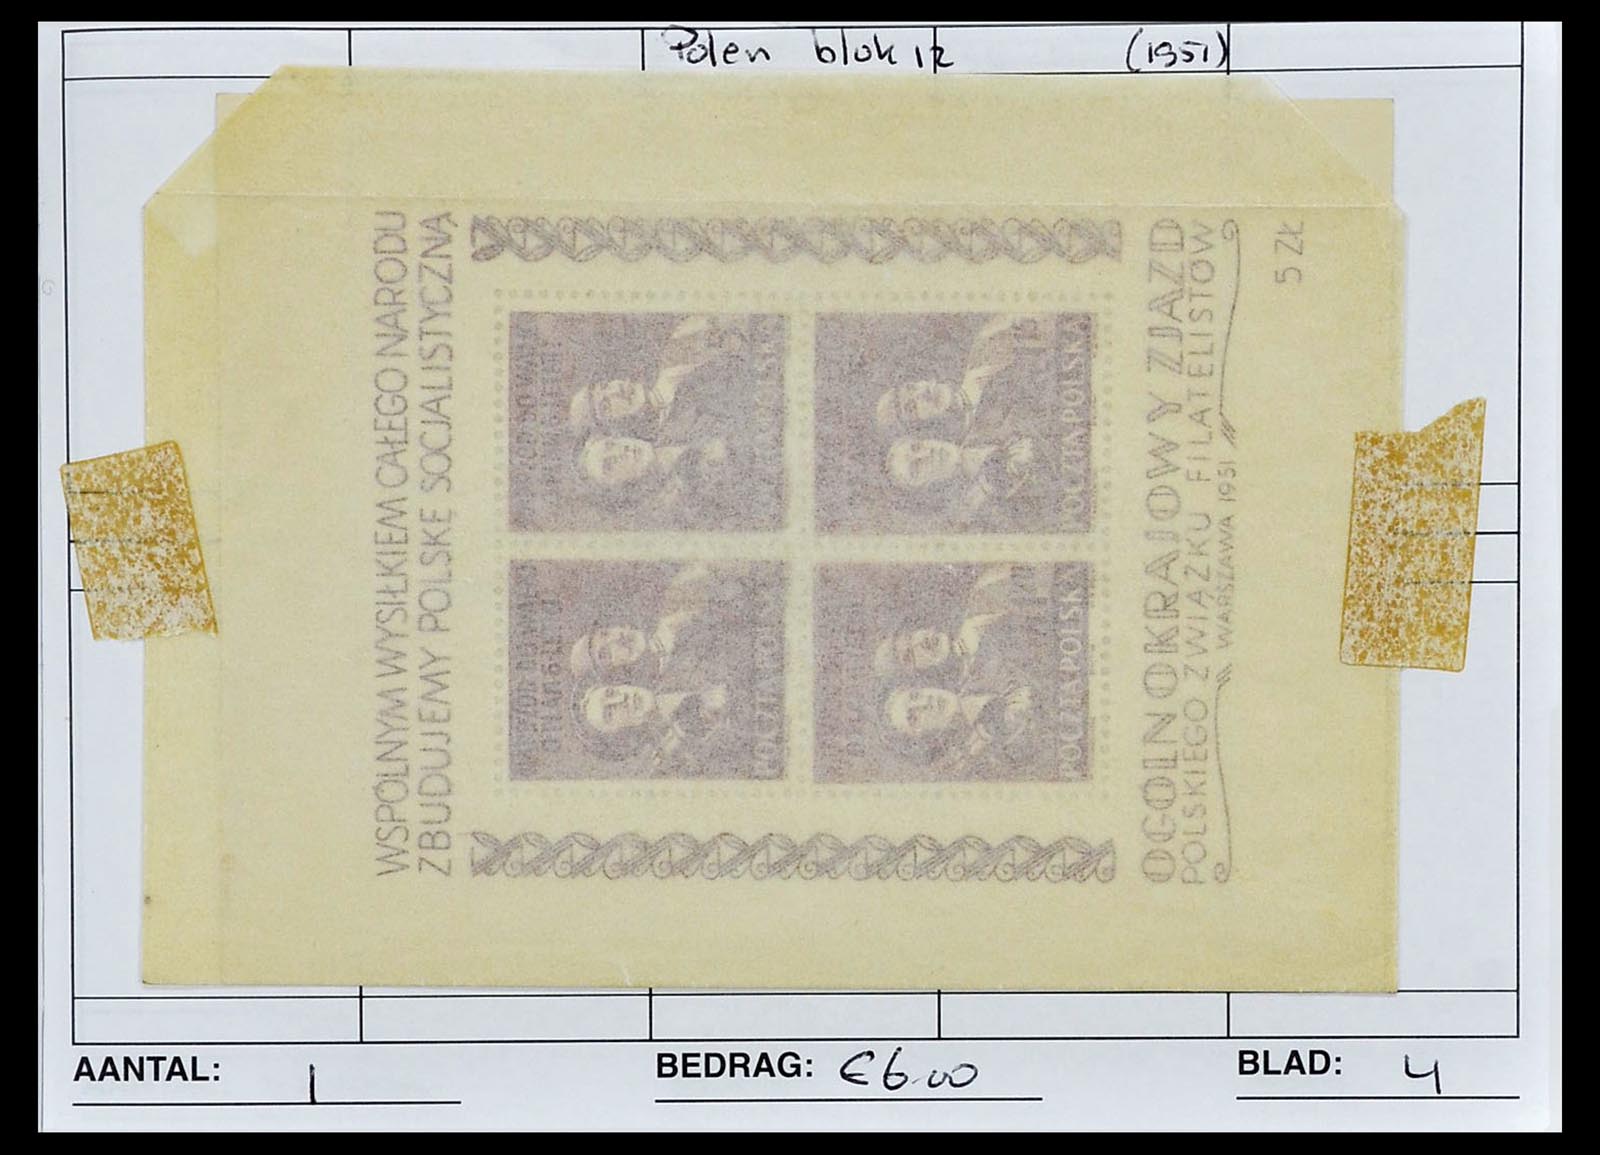 Polen blok 12 (1951)
WSPÓLNYM WYSIŁKIEM CAŁEGO NARODU
ZBUDUJEMY POLSKĘ SOCJALISTYCZNĄ
POCZTA POLSKA
POCZTA POLSKA
POCZTA POLSKA
POCZTA POLSKA
OGÓLNOKRAJOWY ZJAZD
POLSKIEGO ZWIĄZKU FILATELISTÓW
WARSZAWA 1951
5 ZŁ
AANTAL: 1
BEDRAG: €6.00
BLAD: 4